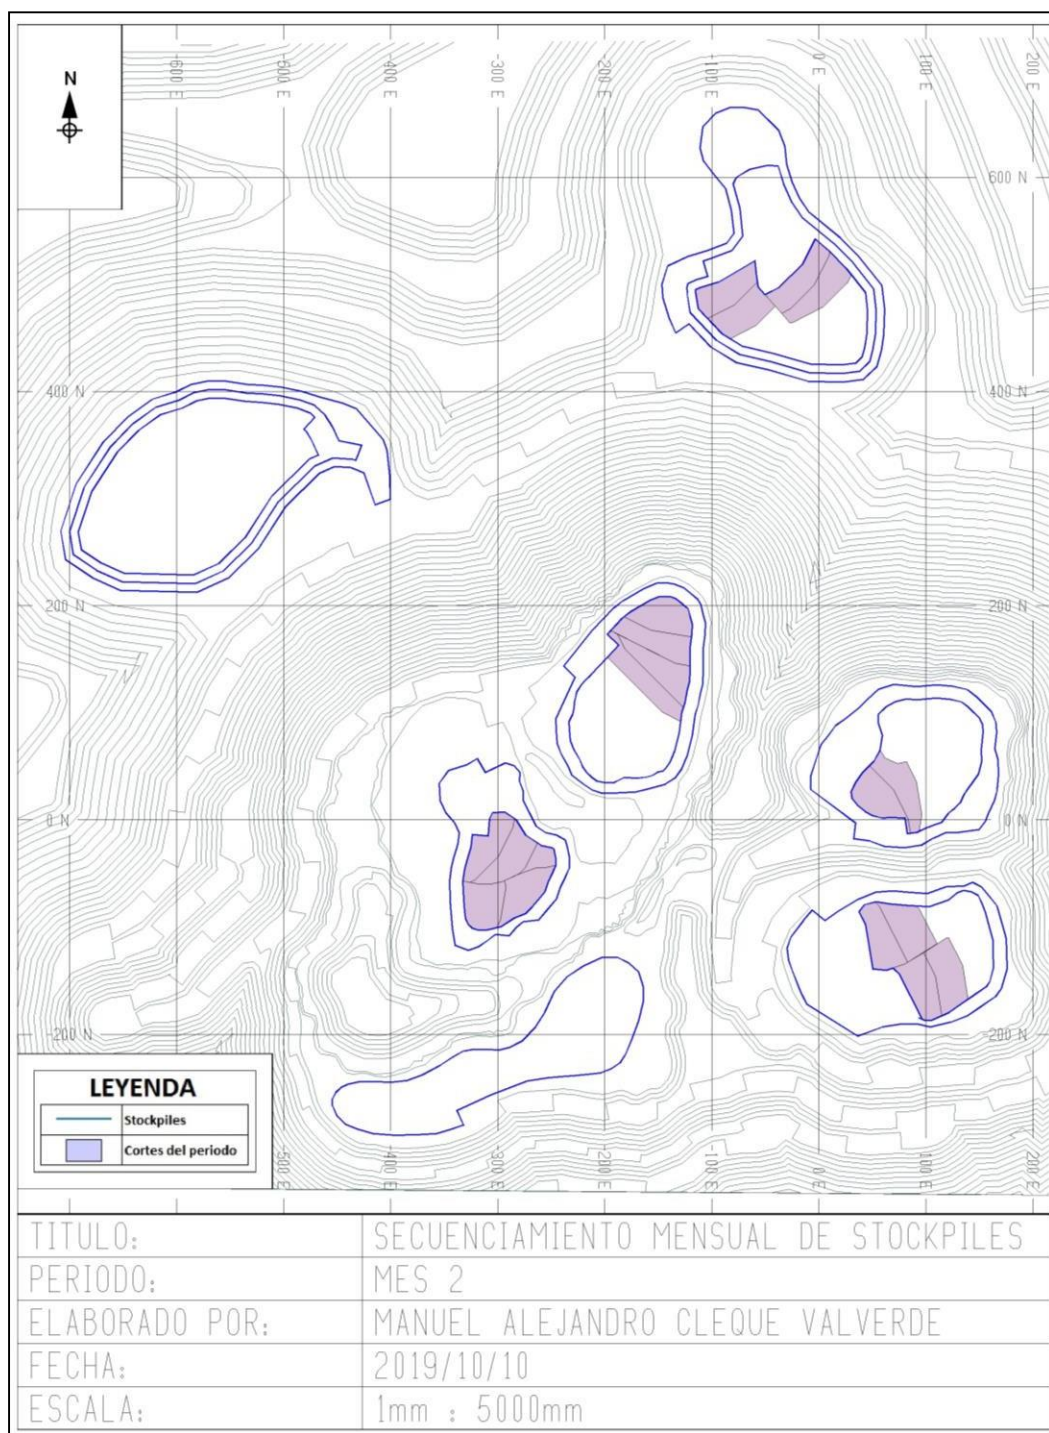 N
-600 E
-500 E
-300 E
-200 E
-100 E
0 E
100 E
200 E
600 N
400 N
400 N
200 N
200 N
0 N
0 N
-200 N
-200 N
LEYENDA
Stockpiles
Cortes del periodo
-500 E
-400 E
-300 E
-200 E
-100 E
0 E
100 E
200 E
TITULO: SECUENCIAMIENTO MENSUAL DE STOCKPILES
PERIODO: MES 2
ELABORADO POR: MANUEL ALEJANDRO CLEQUE VALVERDE
FECHA: 2019/10/10
ESCALA: 1mm : 5000mm